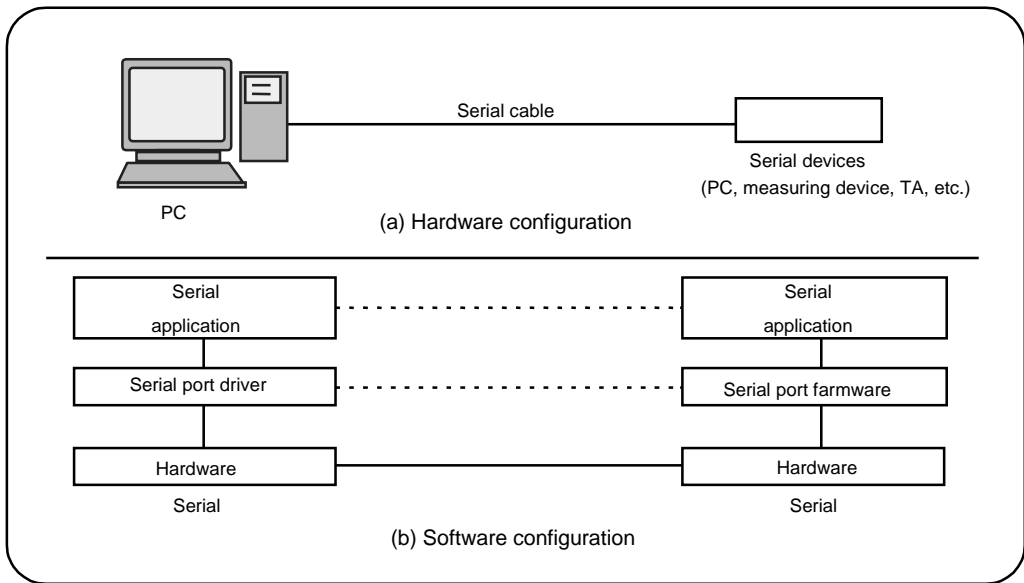 Serial cable
Serial devices
(PC, measuring device, TA, etc.)
PC
(a) Hardware configuration
Serial
application
Serial
application
Serial port driver
Serial port farmware
Hardware
Hardware
Serial
Serial
(b) Software configuration